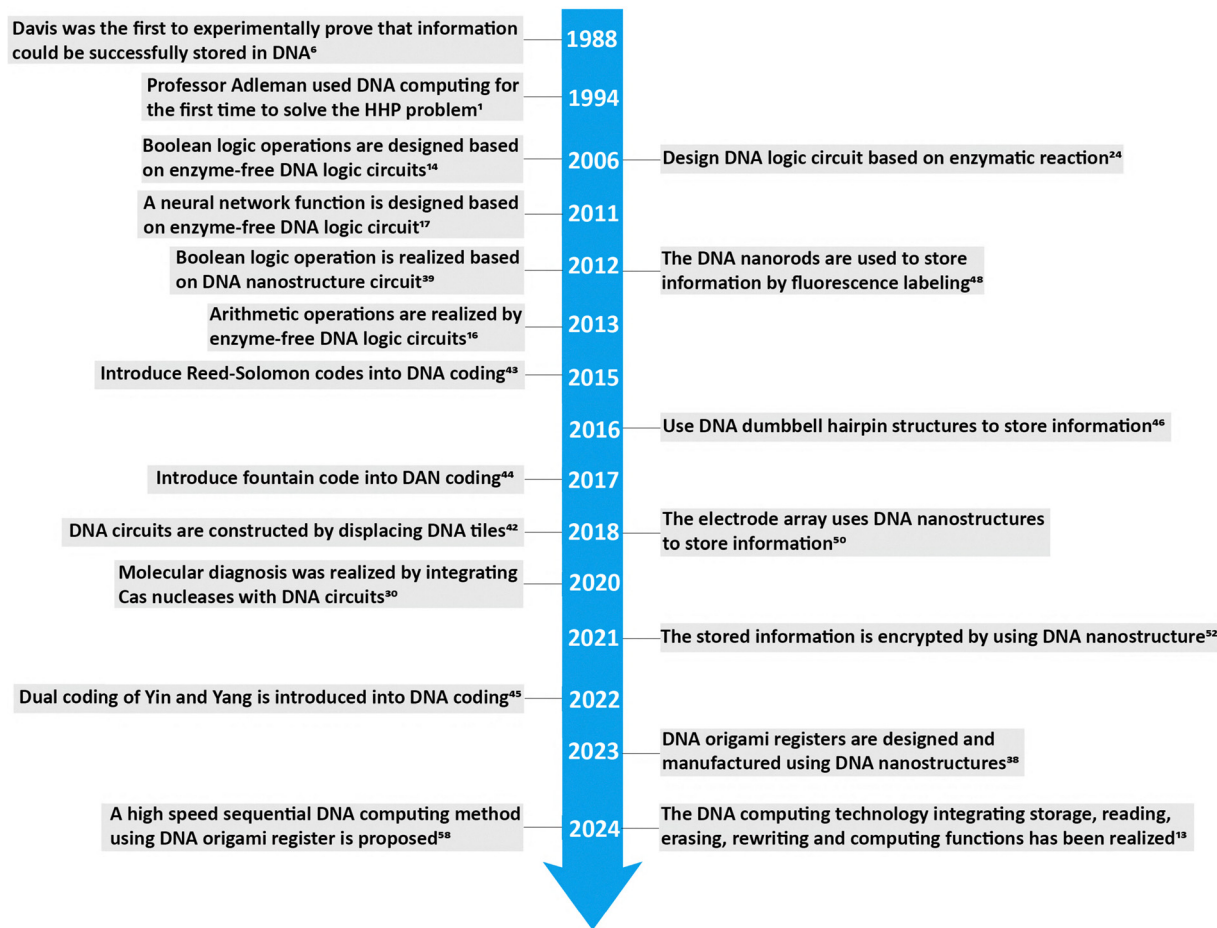 Davis was the first to experimentally prove that information
could be successfully stored in DNA⁶
1988
Professor Adleman used DNA computing for
the first time to solve the HHP problem¹
1994
Boolean logic operations are designed based
on enzyme-free DNA logic circuits¹⁴
2006
Design DNA logic circuit based on enzymatic reaction²⁴
A neural network function is designed based
on enzyme-free DNA logic circuit¹⁷
2011
Boolean logic operation is realized based
on DNA nanostructure circuit³⁹
2012
The DNA nanorods are used to store
information by fluorescence labeling⁴⁸
Arithmetic operations are realized by
enzyme-free DNA logic circuits¹⁶
2013
Introduce Reed-Solomon codes into DNA coding⁴³
2015
2016
Use DNA dumbbell hairpin structures to store information⁴⁶
Introduce fountain code into DAN coding⁴⁴
2017
DNA circuits are constructed by displacing DNA tiles⁴²
2018
The electrode array uses DNA nanostructures
to store information⁵⁰
Molecular diagnosis was realized by integrating
Cas nucleases with DNA circuits³⁰
2020
2021
The stored information is encrypted by using DNA nanostructure⁵²
Dual coding of Yin and Yang is introduced into DNA coding⁴⁵
2022
2023
DNA origami registers are designed and
manufactured using DNA nanostructures³⁸
A high speed sequential DNA computing method
using DNA origami register is proposed⁵⁸
2024
The DNA computing technology integrating storage, reading,
erasing, rewriting and computing functions has been realized¹³